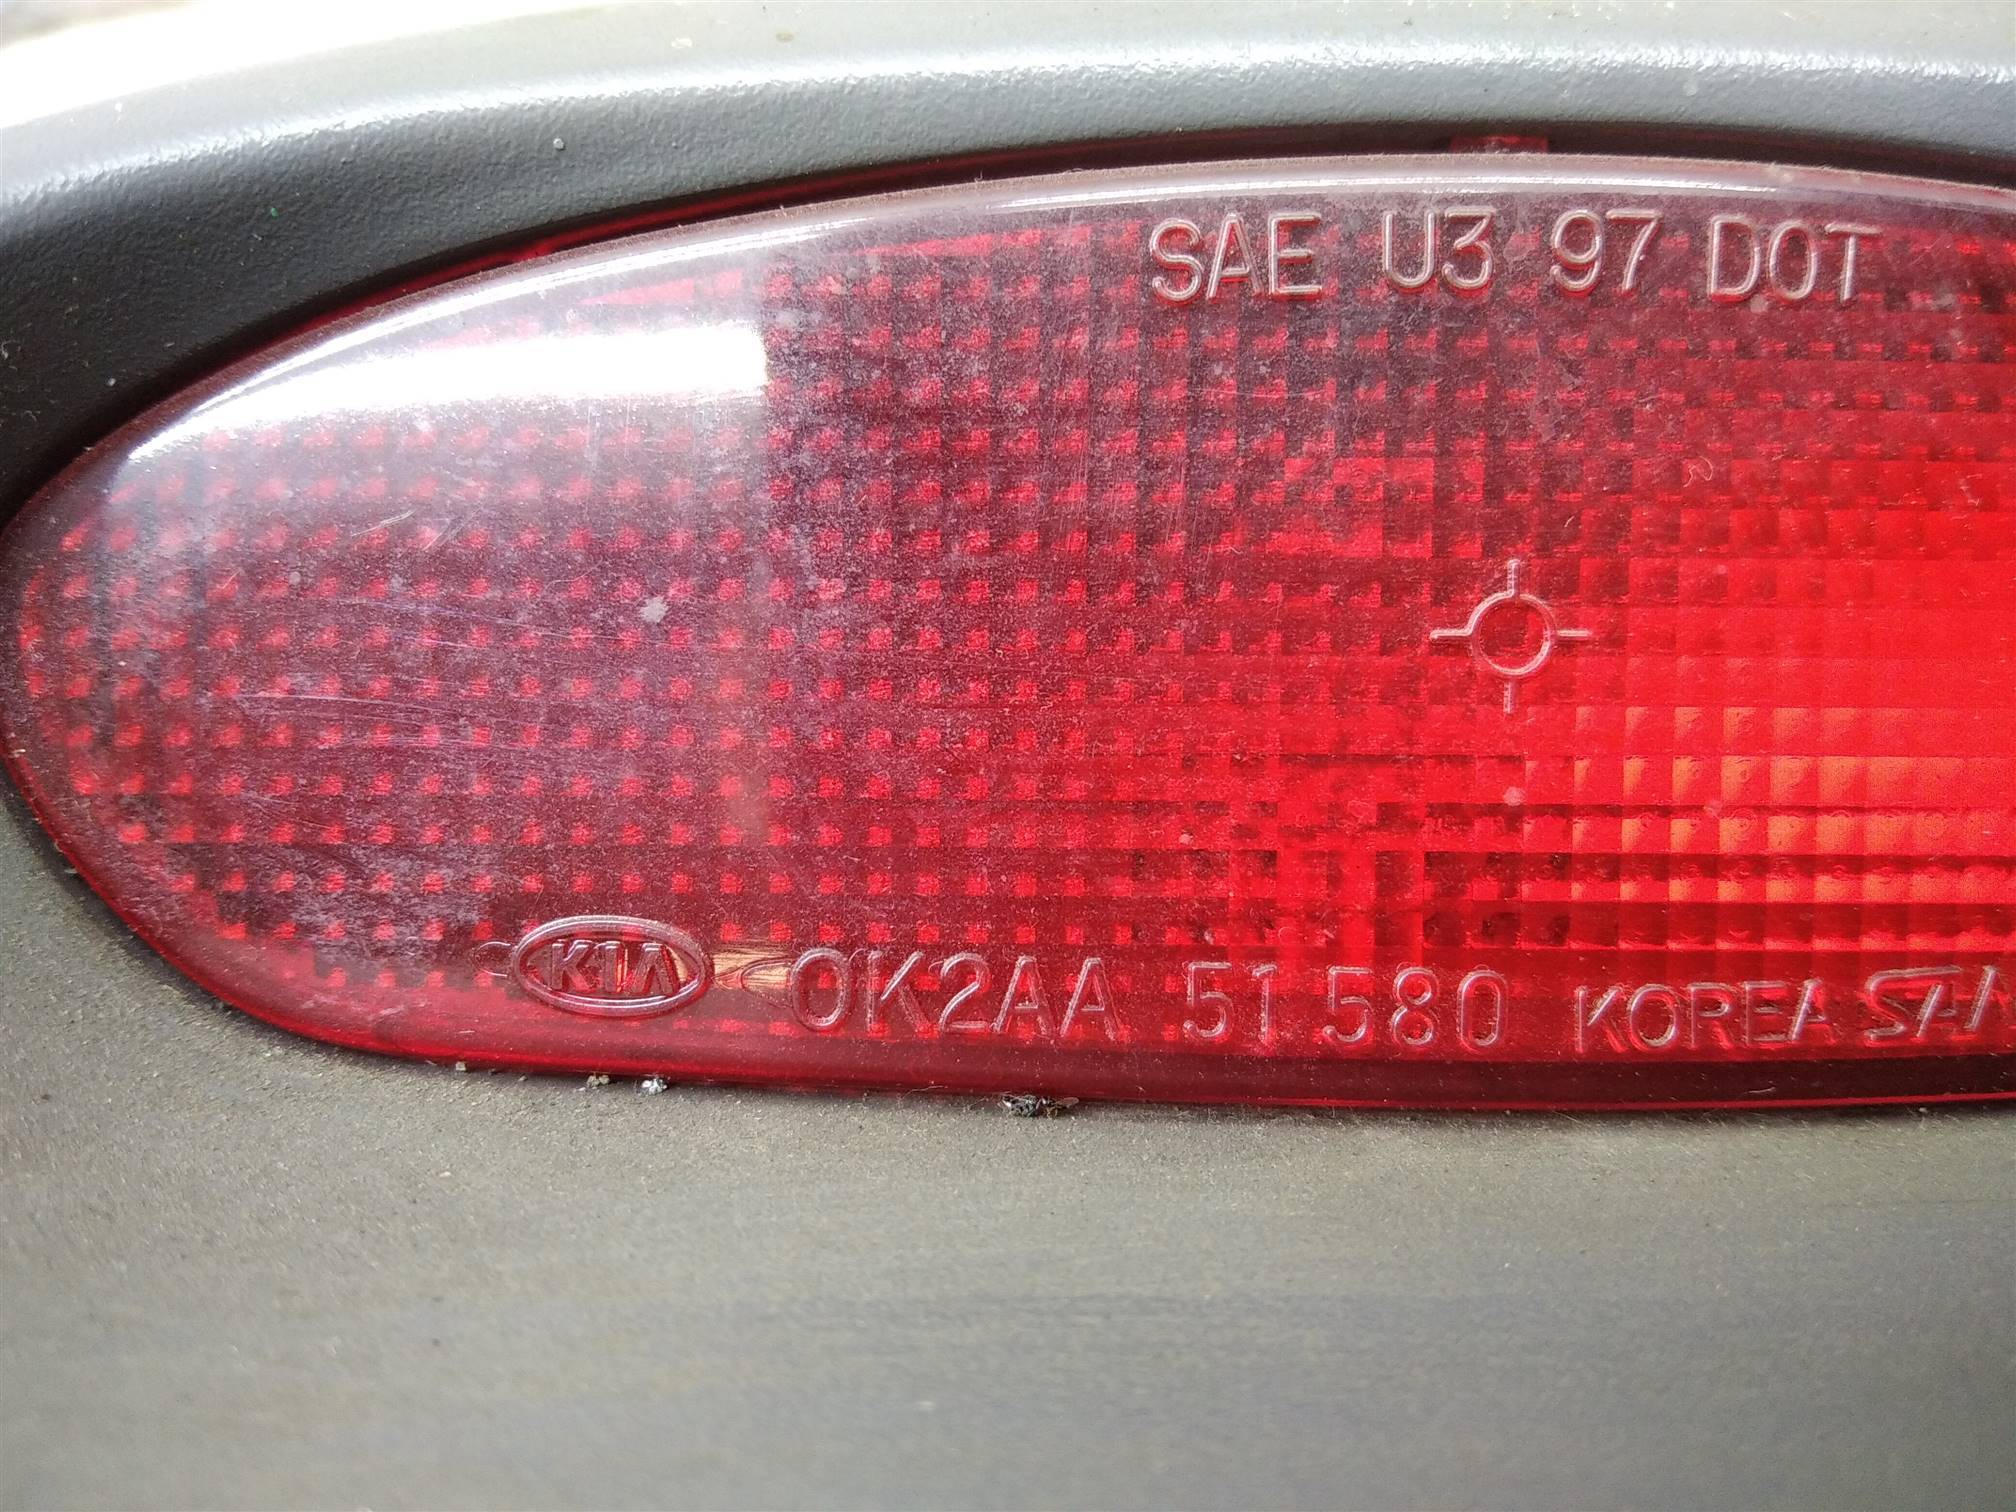 SAE U3 97 DOT
KIA 0K2AA 51 580 KOREA